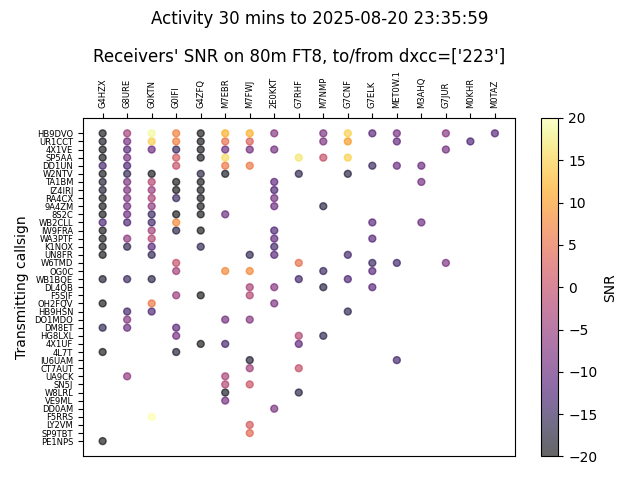 Activity 30 mins to 2025-08-20 23:35:59
Receivers' SNR on 80m FT8, to/from dxcc=['223']
G4HZX
G8URE
G0KTN
G0IFI
G4ZFQ
M7EBR
M7FWJ
2E0KKT
G7RHF
M7NMP
G7CNF
G7ELK
MET0W.1
M3AHQ
G7JUR
M0KHR
M0TAZ
Transmitting callsign
HB9DVQ
UR1CCT
4X1VE
SP5AA
DD1UN
W2NTV
TA1BM
IZ4IRJ
RA4CX
9A4ZM
8S2C
WB2CLL
IW9FRA
WA3PTF
K1NOX
UN8FR
W6TMD
OG0C
WB1BQE
DL4QB
F5SJF
OH2FQV
HB9HSN
DO1MDO
DM8ET
HG8LXL
4X1UF
4L7T
IU6UAM
CT7AUT
UA9CK
SN5J
W8LRL
VE9ML
DD0AM
F5RRS
LY2VM
SP9TBT
PE1NPS
20
15
10
5
0
−5
−10
−15
−20
SNR